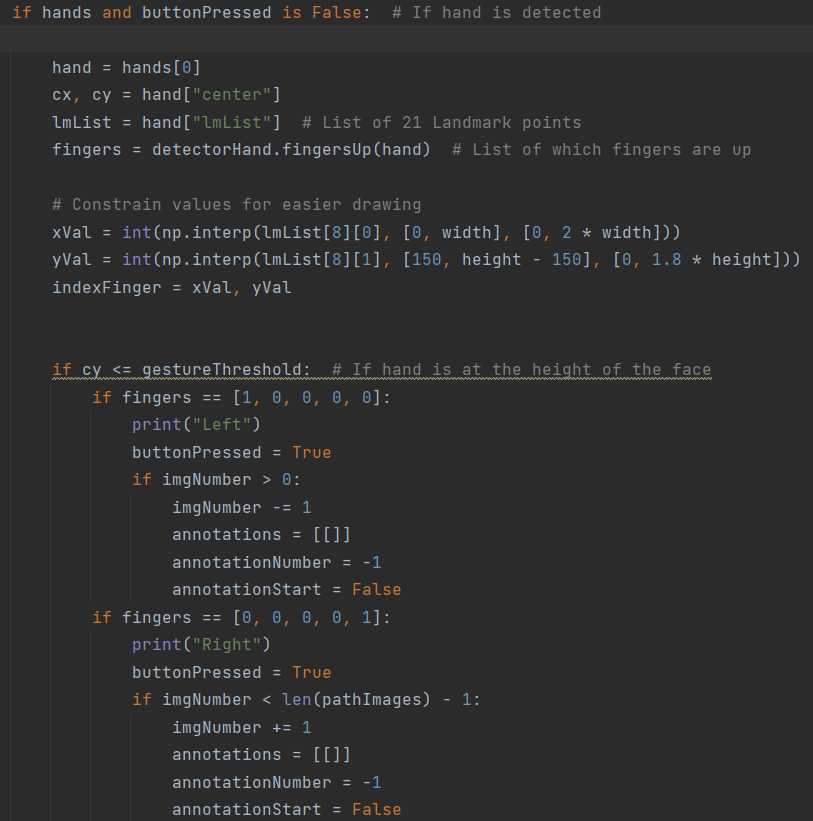 if hands and buttonPressed is False:  # If hand is detected
hand = hands[0]
cx, cy = hand["center"]
lmList = hand["lmList"]  # List of 21 Landmark points
fingers = detectorHand.fingersUp(hand)  # List of which fingers are up
# Constrain values for easier drawing
xVal = int(np.interp(lmList[8][0], [0, width], [0, 2 * width]))
yVal = int(np.interp(lmList[8][1], [150, height - 150], [0, 1.8 * height]))
indexFinger = xVal, yVal
if cy <= gestureThreshold:  # If hand is at the height of the face
if fingers == [1, 0, 0, 0, 0]:
print("Left")
buttonPressed = True
if imgNumber > 0:
imgNumber -= 1
annotations = [[]]
annotationNumber = -1
annotationStart = False
if fingers == [0, 0, 0, 0, 1]:
print("Right")
buttonPressed = True
if imgNumber < len(pathImages) - 1:
imgNumber += 1
annotations = [[]]
annotationNumber = -1
annotationStart = False